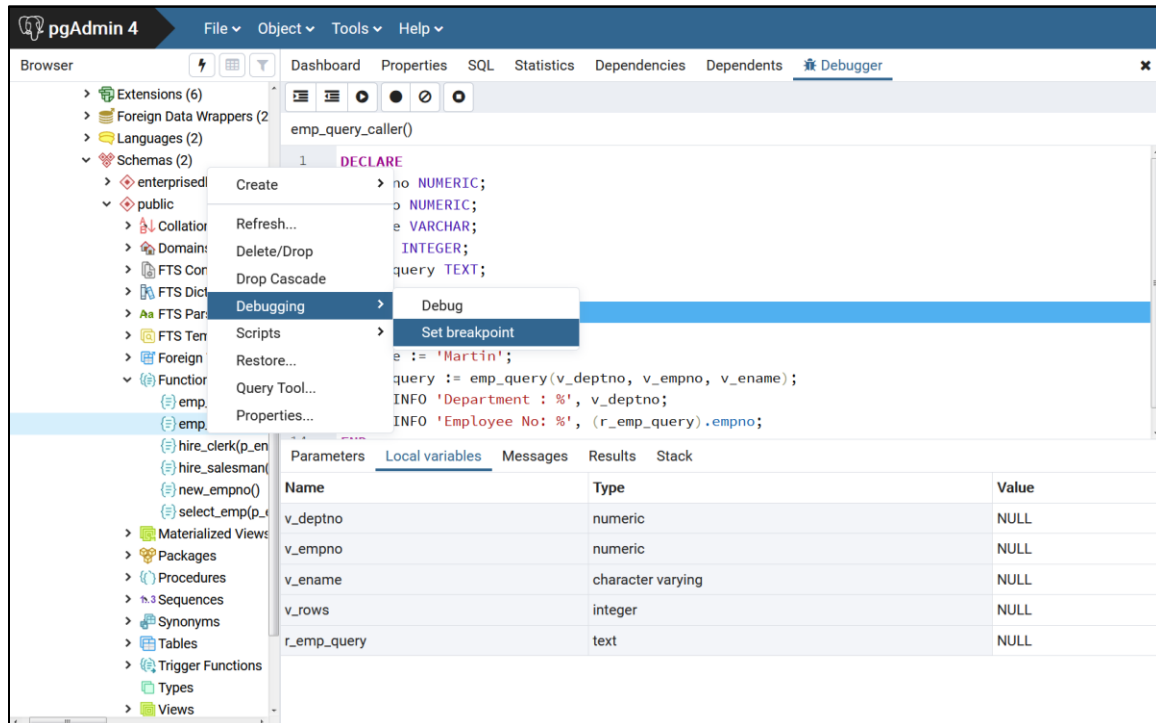 pgAdmin 4 File Object Tools Help
Browser
Dashboard Properties SQL Statistics Dependencies Dependents Debugger
Extensions (6)
Foreign Data Wrappers (2
Languages (2)
Schemas (2)
enterprisedl
public
Collation
Domains
FTS Con
FTS Dict
FTS Par
FTS Tem
Foreign
Function
emp_
emp_
hire_clerk(p_en
hire_salesman(
new_empno()
select_emp(p_e
Materialized Views
Packages
Procedures
1..3 Sequences
Synonyms
Tables
Trigger Functions
Types
Views
Create
Refresh...
Delete/Drop
Drop Cascade
Debugging
Scripts
Restore...
Query Tool...
Properties...
Debug
Set breakpoint
emp_query_caller()
1 DECLARE
no NUMERIC;
o NUMERIC;
e VARCHAR;
INTEGER;
query TEXT;
e := 'Martin';
query := emp_query(v_deptno, v_empno, v_ename);
INFO 'Department : %', v_deptno;
INFO 'Employee No: %', (r_emp_query).empno;
Parameters Local variables Messages Results Stack
Name Type Value
v_deptno numeric NULL
v_empno numeric NULL
v_ename character varying NULL
v_rows integer NULL
r_emp_query text NULL